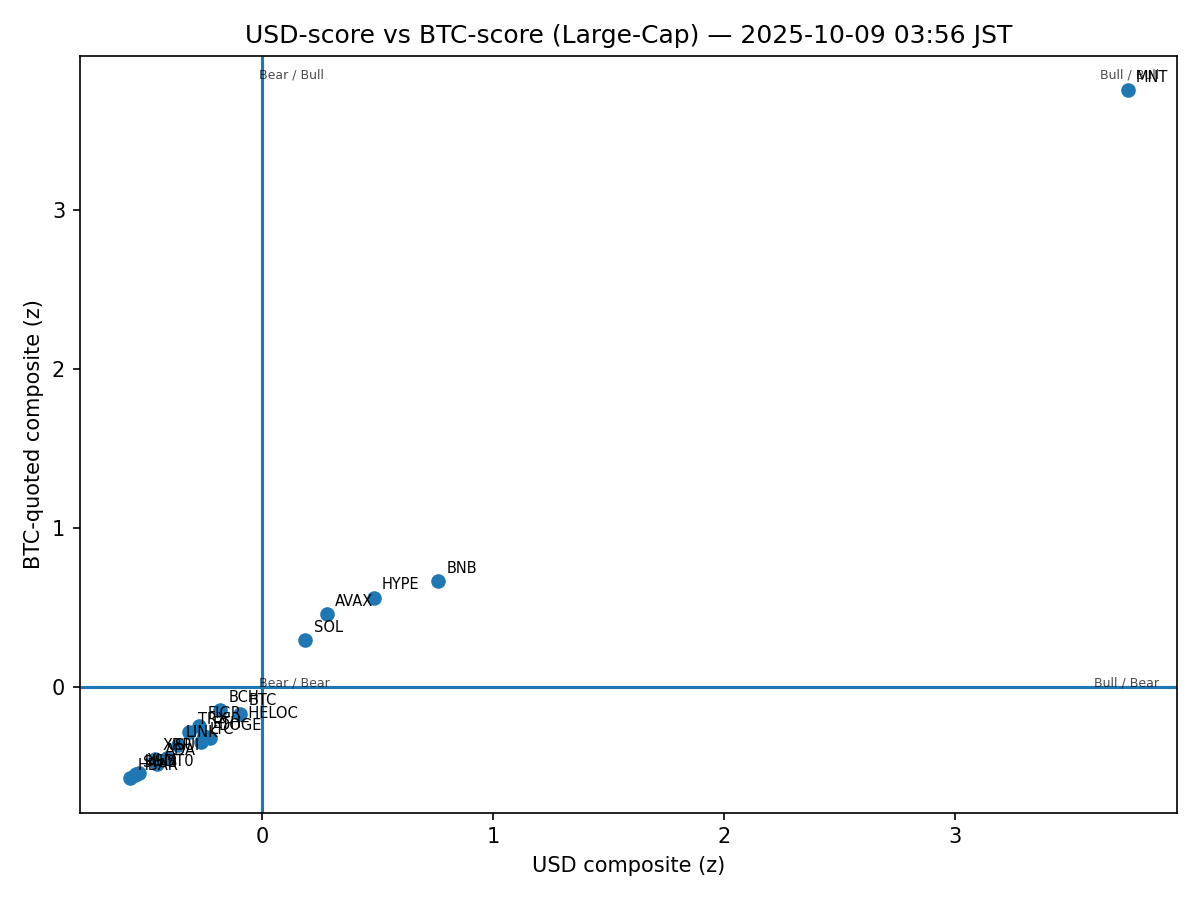 USD-score vs BTC-score (Large-Cap) — 2025-10-09 03:56 JST
Bear / Bull
Bull / Bull
MNT
3
2
1
0
BTC-quoted composite (z)
BNB
HYPE
AVAX
SOL
Bear / Bear
Bull / Bear
BCH
BTC
FIGR_HELOC
DOGE
LTC
LINK
0
1
2
3
USD composite (z)